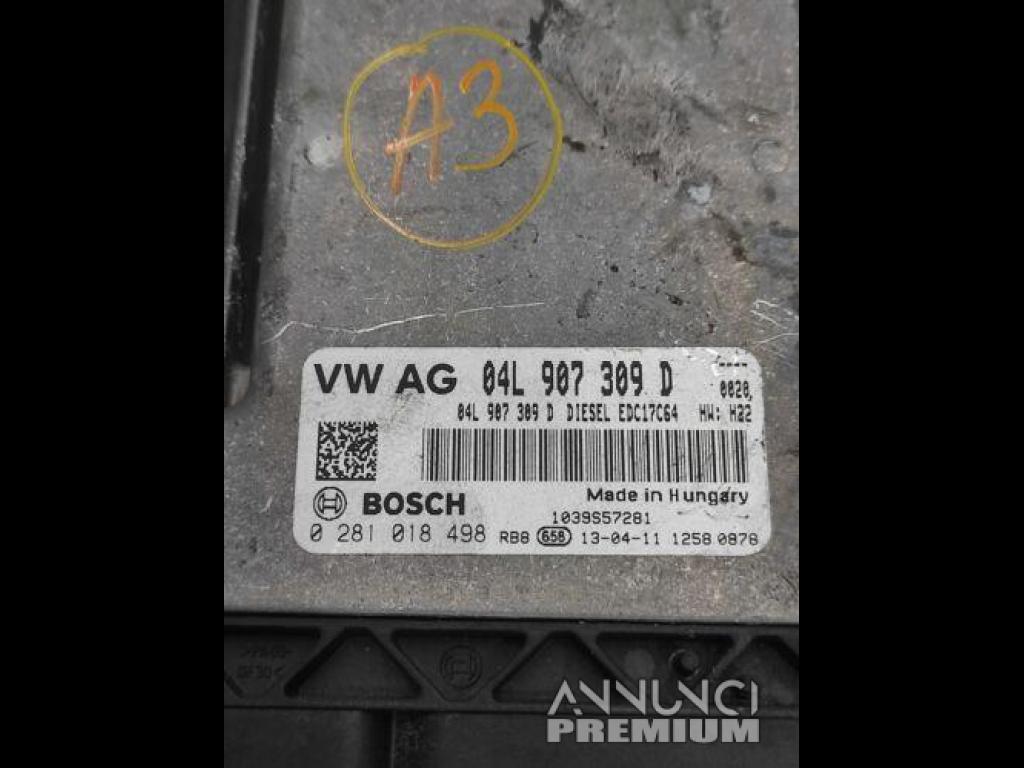 A3
VW AG 04L 907 309 D ----
0020
04L 907 309 D DIESEL EDC17C64 HW: H22
Made in Hungary
BOSCH
1039S57281
0 281 018 498 RB8 658 13-04-11 1258 0878
ANNUNCI
PREMIUM